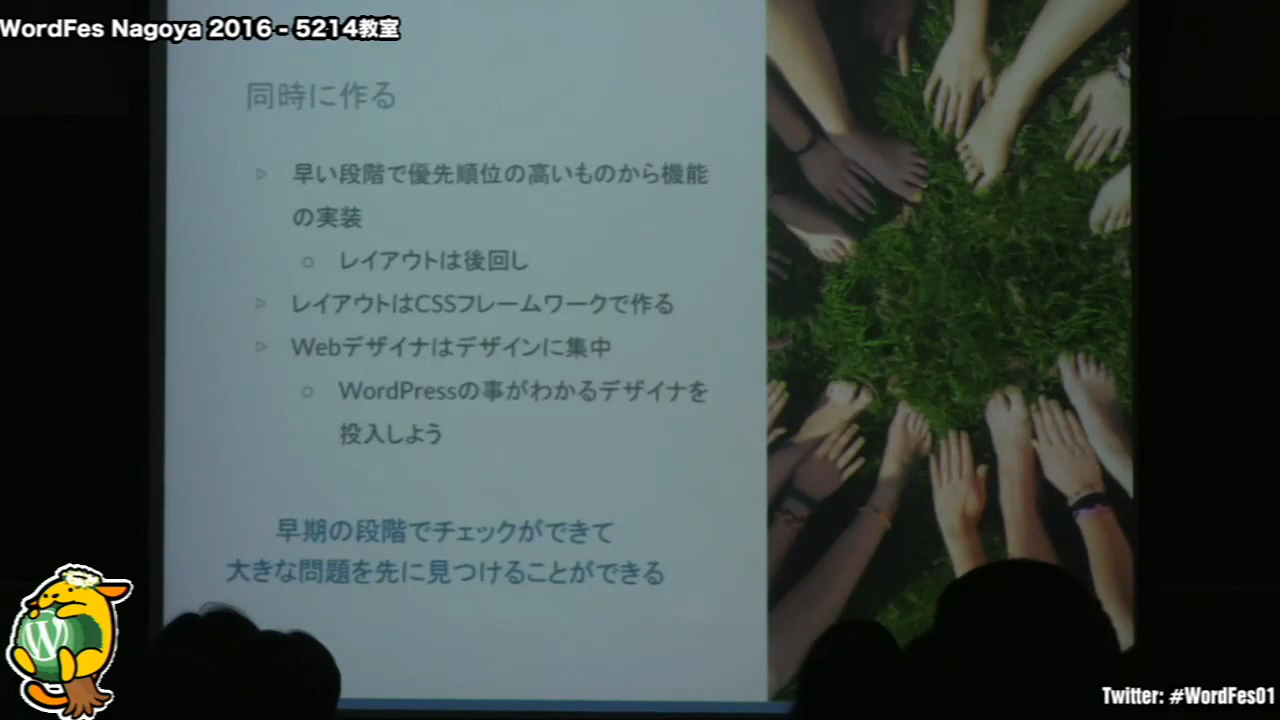 WordFes Nagoya 2016 - 5214教室
同時に作る
▷ 早い段階で優先順位の高いものから機能
の実装
○ レイアウトは後回し
▷ レイアウトはCSSフレームワークで作る
▷ Webデザイナはデザインに集中
○ WordPressの事がわかるデザイナを
投入しよう
早期の段階でチェックができて
大きな問題を先に見つけることができる
W
Twitter: #WordFes01